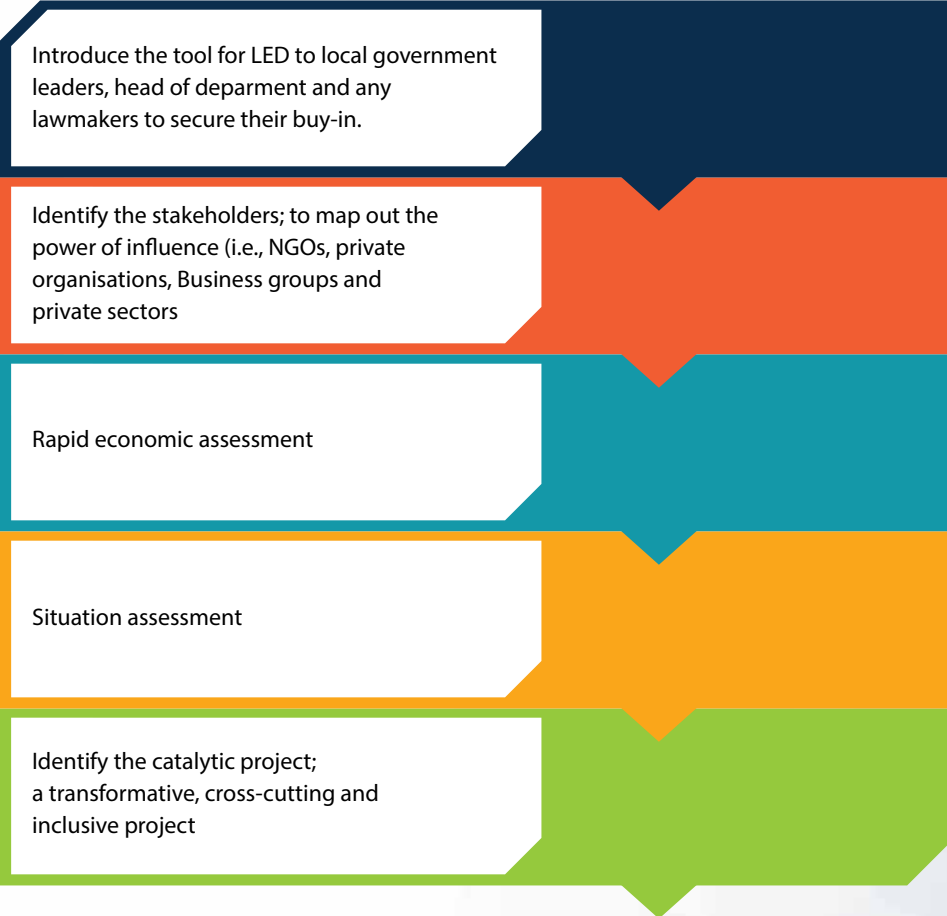 Introduce the tool for LED to local government
leaders, head of deparment and any
lawmakers to secure their buy-in.
Identify the stakeholders; to map out the
power of influence (i.e., NGOs, private
organisations, Business groups and
private sectors
Rapid economic assessment
Situation assessment
Identify the catalytic project;
a transformative, cross-cutting and
inclusive project